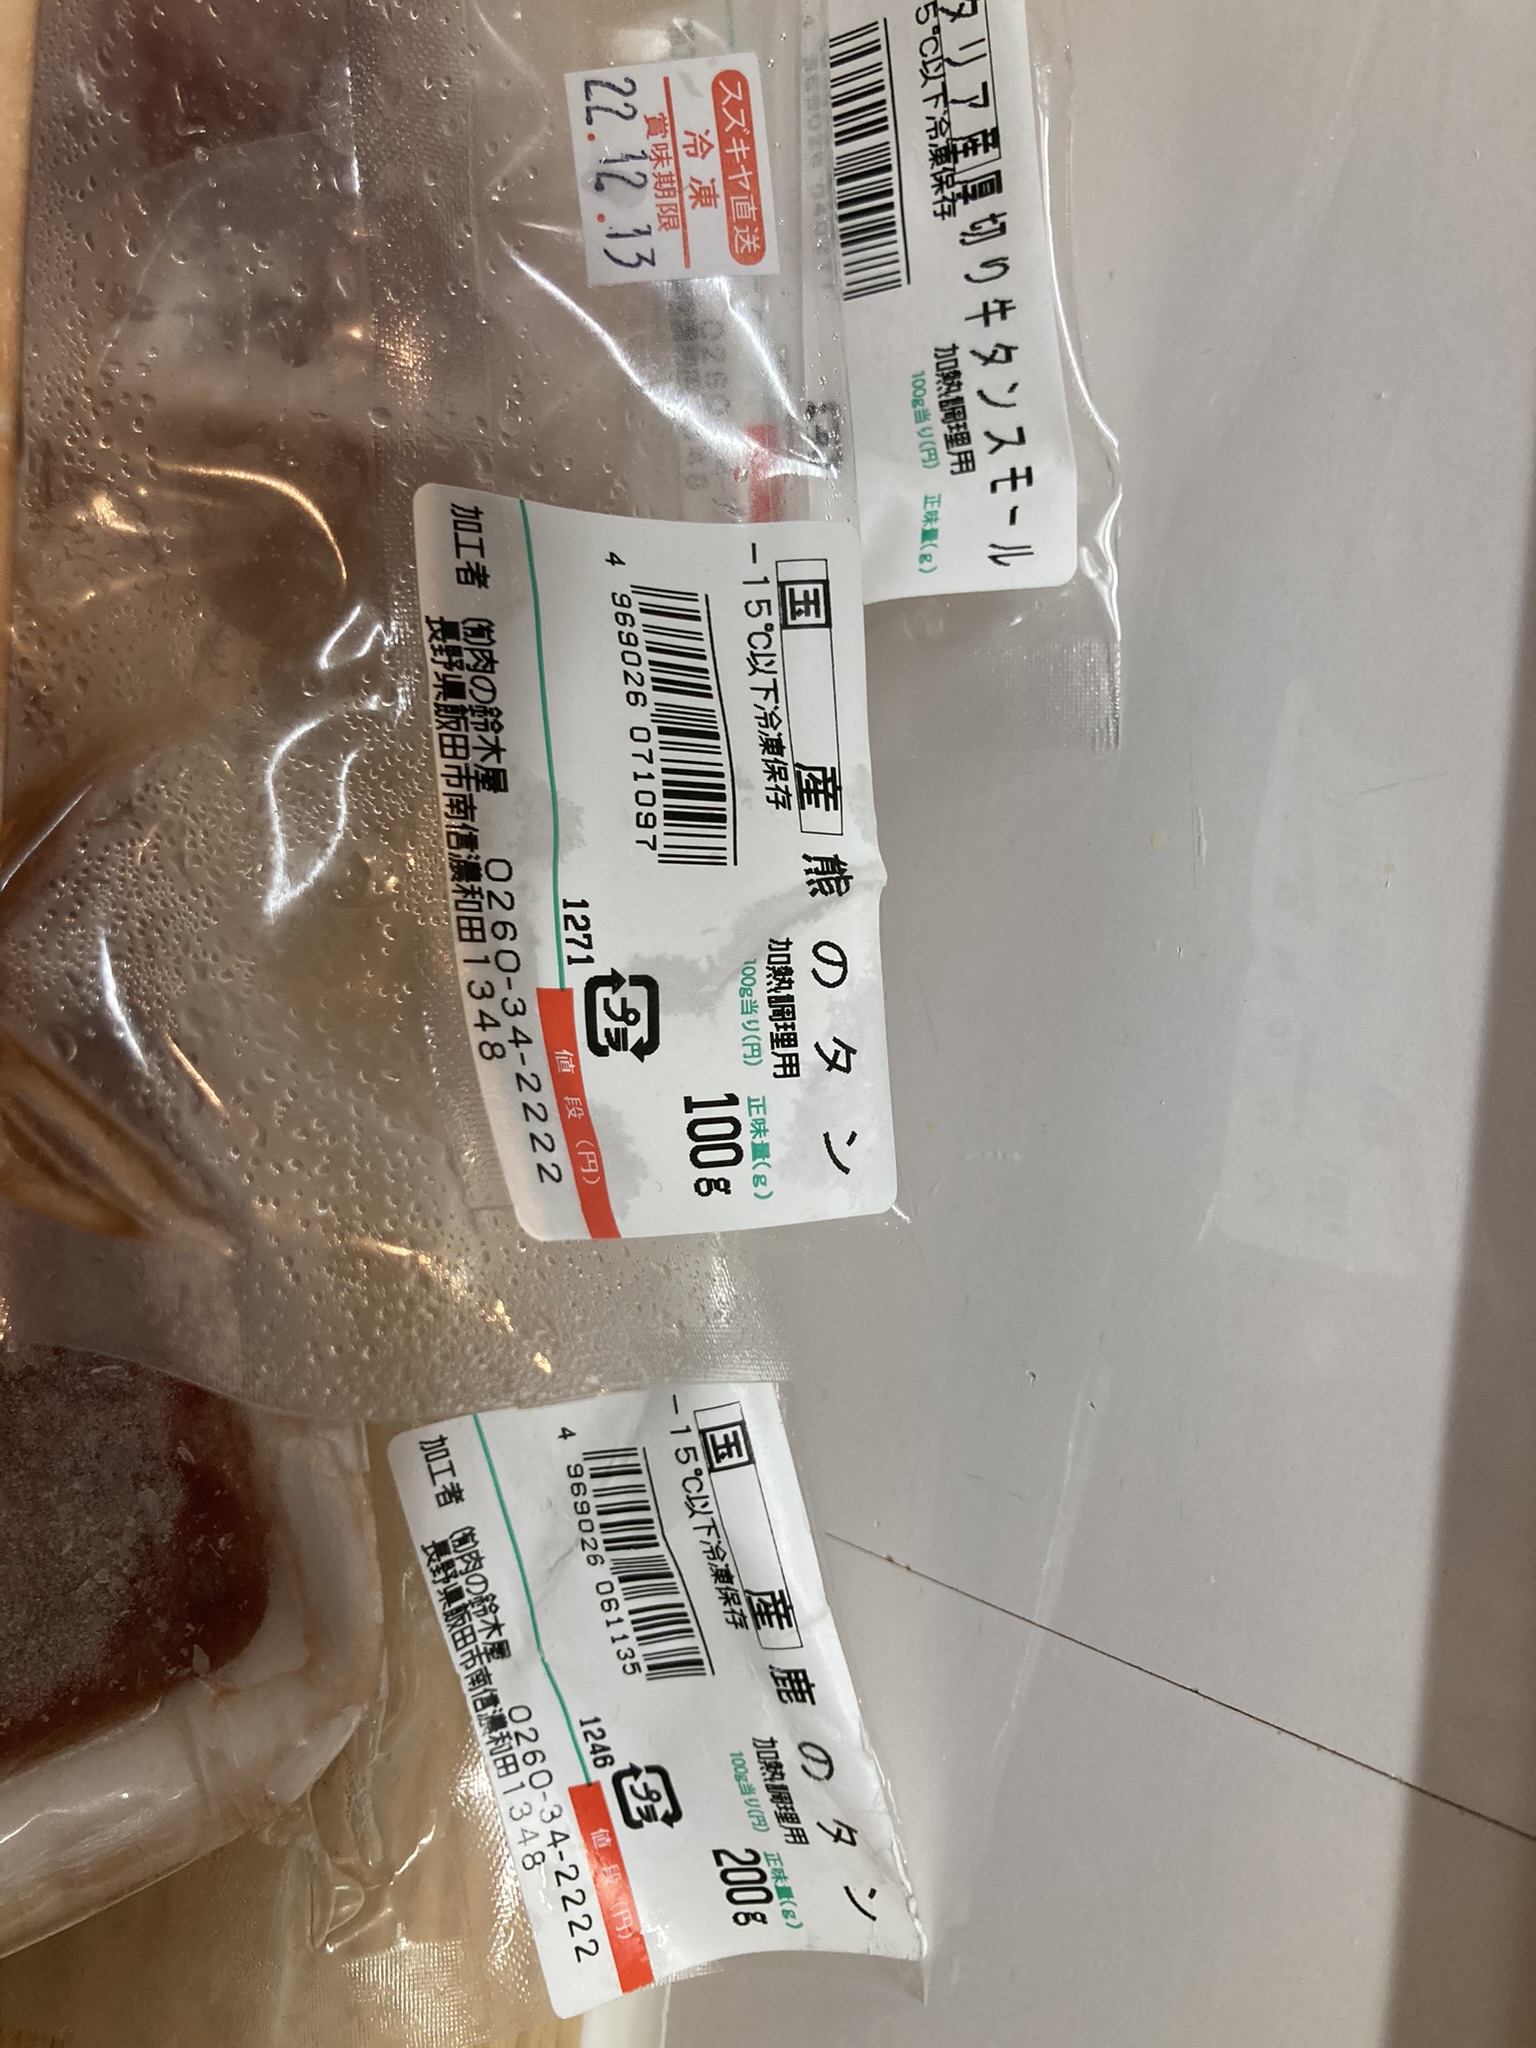 タリア産厚切り牛タンスモール
5℃以下冷凍保存
加熱調理用
100g当り(円) 正味量(g)
スズキヤ直送
冷凍
賞味期限
22.12.13
国産 熊のタン
-15℃以下冷凍保存
加熱調理用
100g当り(円) 正味量(g)
100g
4 969026 071097
1271
プラ
値段(円)
加工者 (有)肉の鈴木屋 0260-34-2222
長野県飯田市南信濃和田1348
国産 鹿のタン
-15℃以下冷凍保存
加熱調理用
100g当り(円) 正味量(g)
200g
4 969026 061135
1246
プラ
値段(円)
加工者 (有)肉の鈴木屋 0260-34-2222
長野県飯田市南信濃和田1348